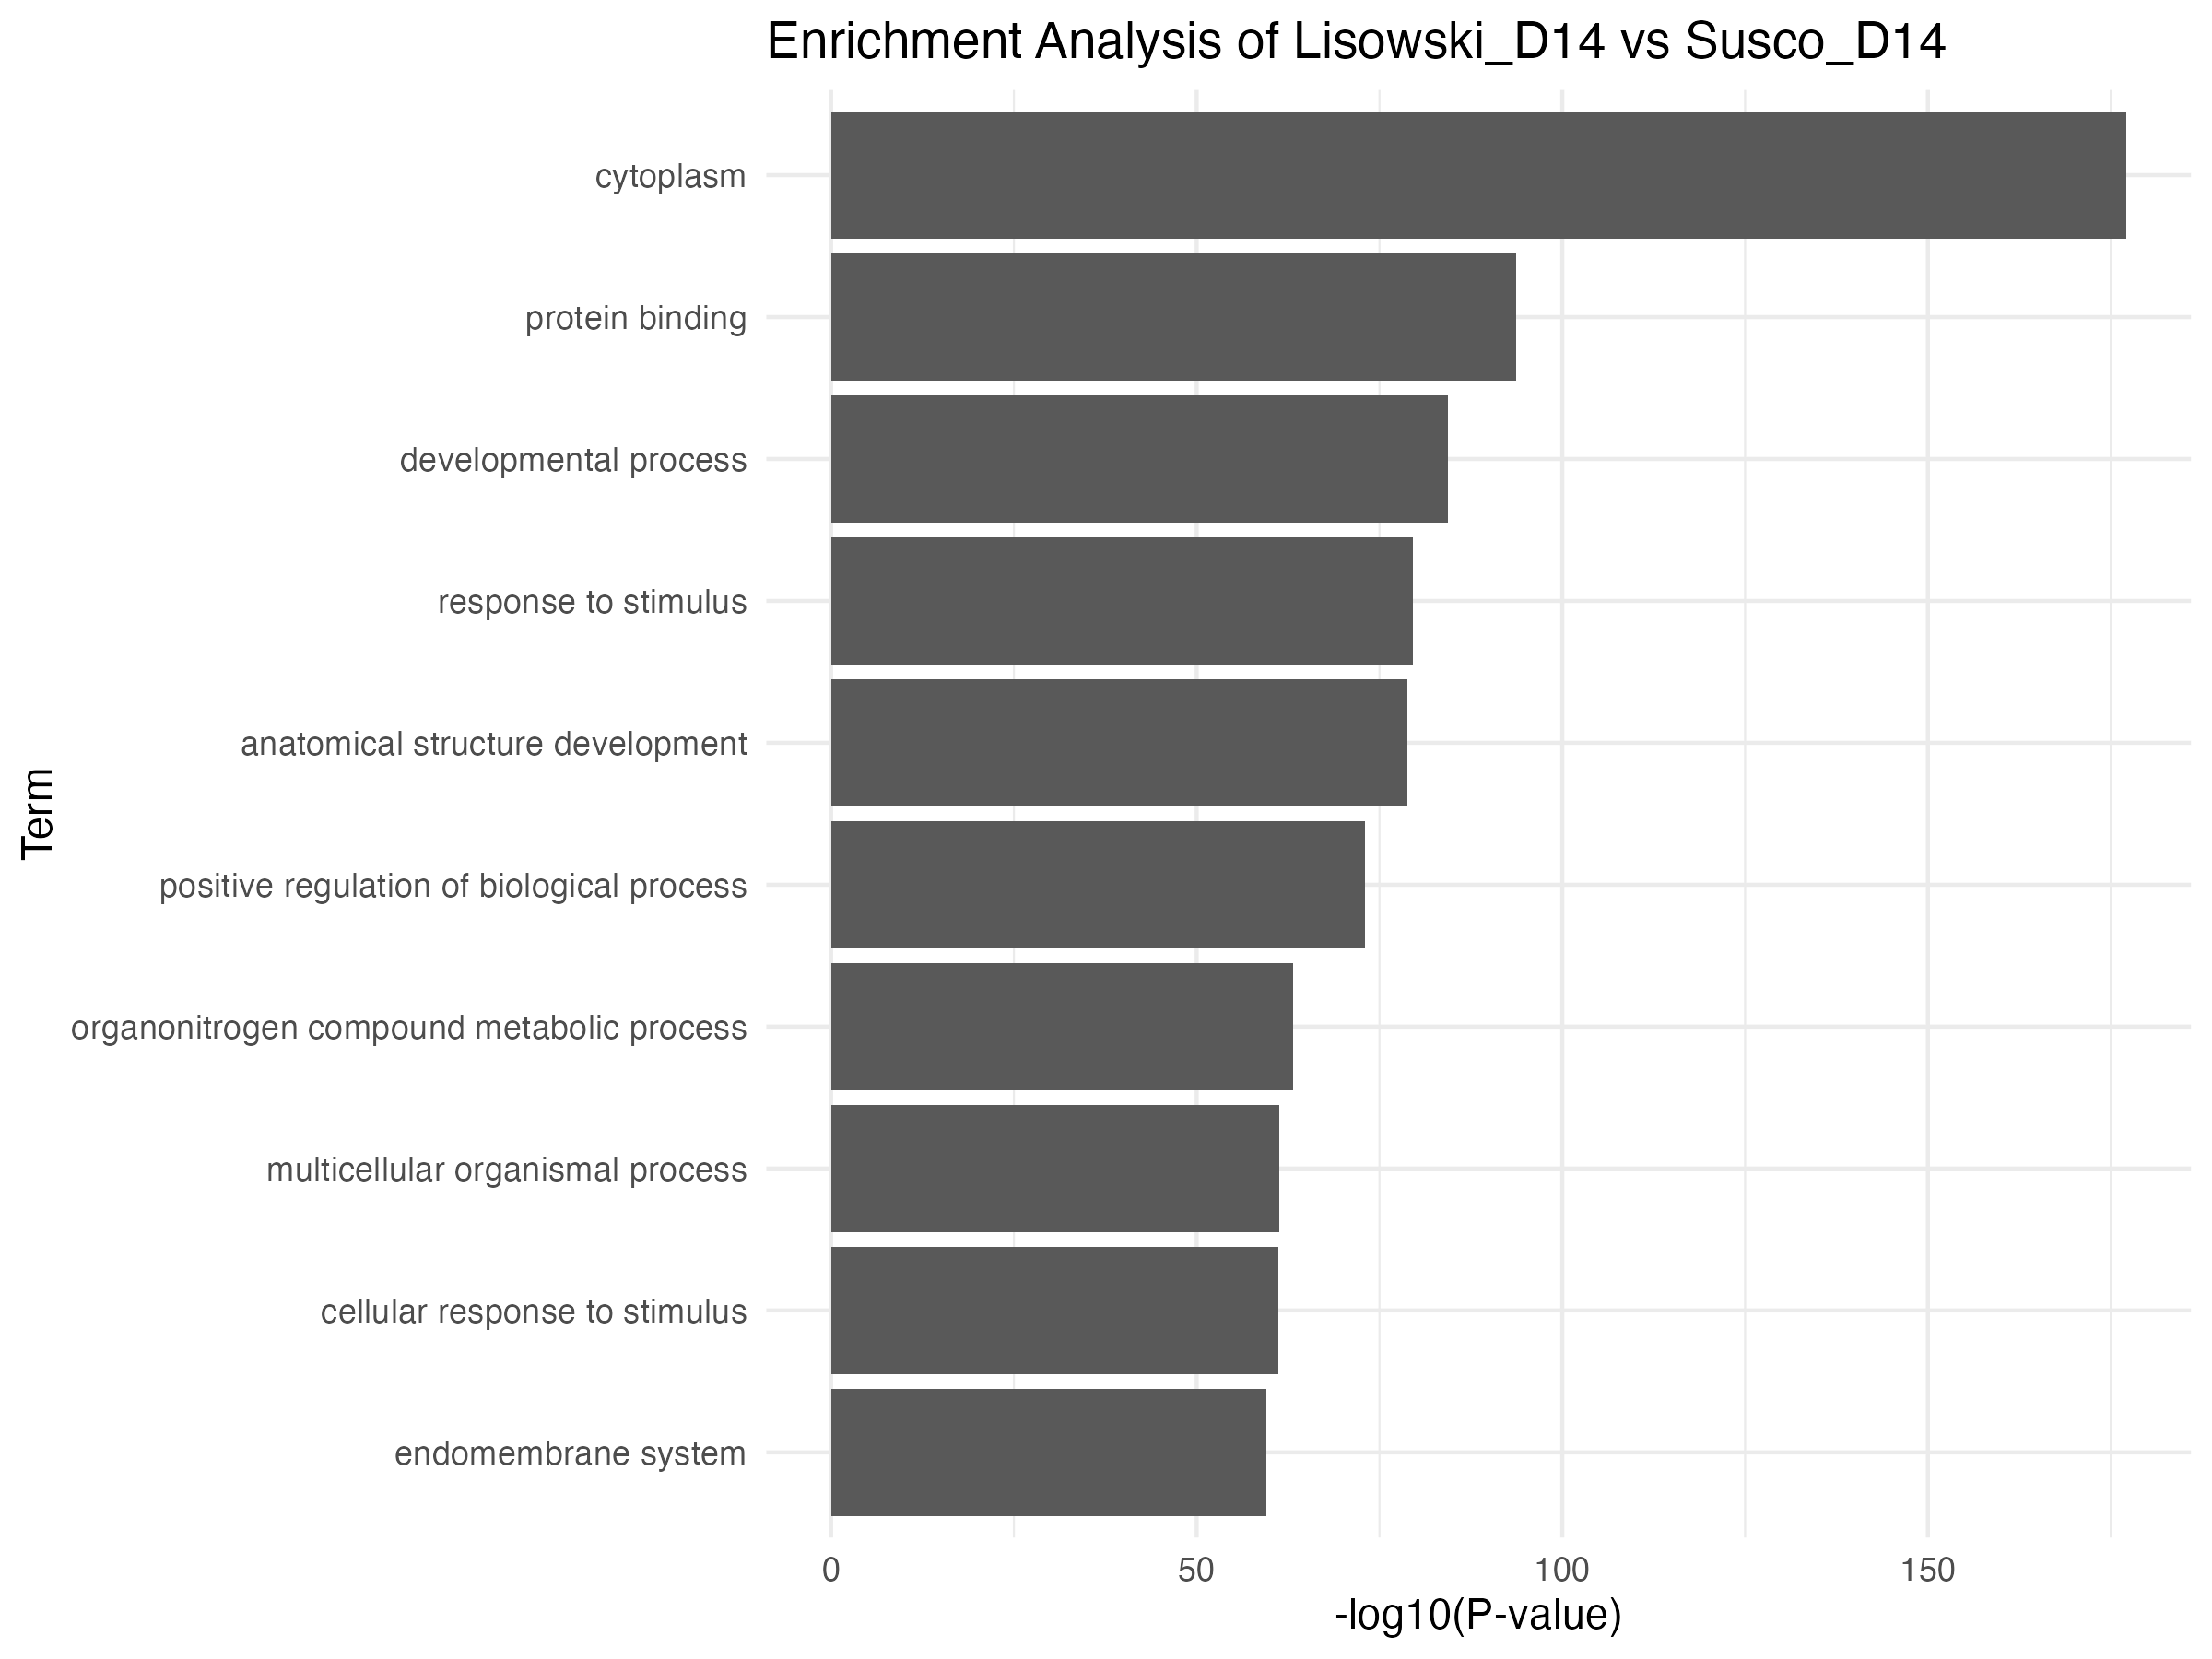 Enrichment Analysis of Lisowski_D14 vs Susco_D14
Term
cytoplasm
protein binding
developmental process
response to stimulus
anatomical structure development
positive regulation of biological process
organonitrogen compound metabolic process
multicellular organismal process
cellular response to stimulus
endomembrane system
0 50 100 150
-log10(P-value)